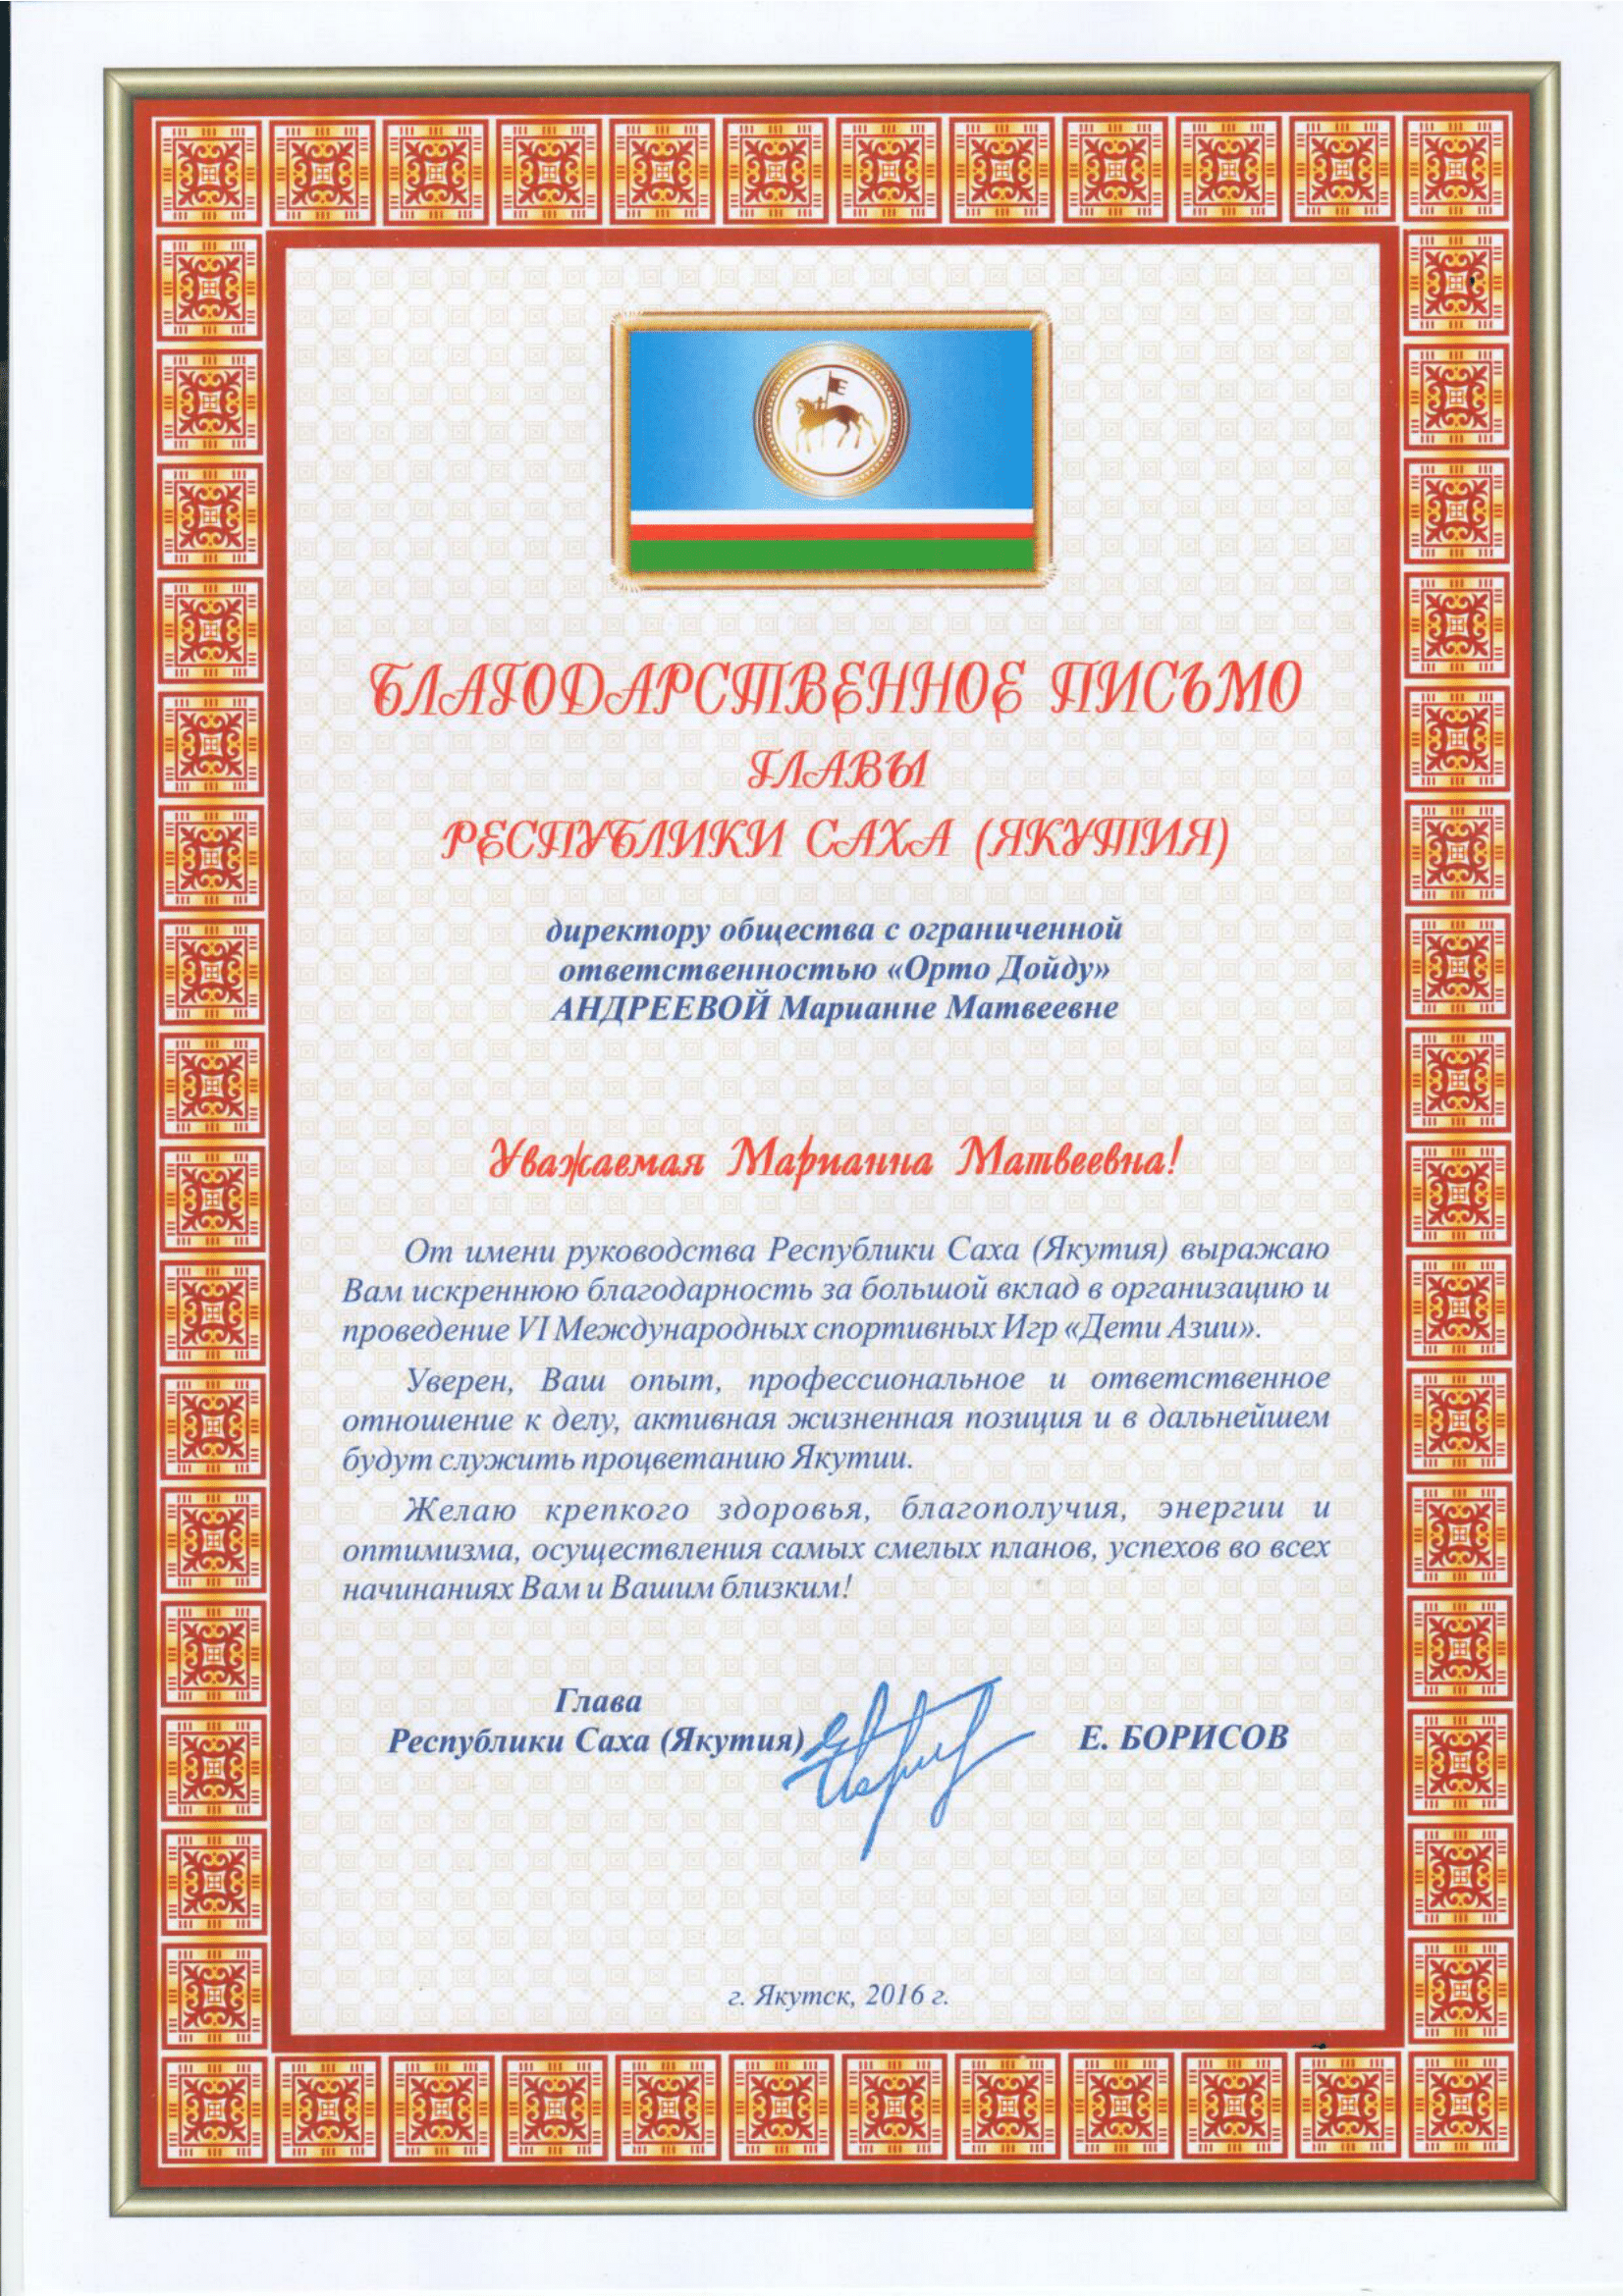 БЛАГОДАРСТВЕННОЕ ПИСЬМО
ГЛАВЫ
РЕСПУБЛИКИ САХА (ЯКУТИЯ)
директору общества с ограниченной
ответственностью «Орто Дойду»
АНДРЕЕВОЙ Марианне Матвеевне
Уважаемая Марианна Матвеевна!
От имени руководства Республики Саха (Якутия) выражаю
Вам искреннюю благодарность за большой вклад в организацию и
проведение VI Международных спортивных Игр «Дети Азии».
Уверен, Ваш опыт, профессиональное и ответственное
отношение к делу, активная жизненная позиция и в дальнейшем
будут служить процветанию Якутии.
Желаю крепкого здоровья, благополучия, энергии и
оптимизма, осуществления самых смелых планов, успехов во всех
начинаниях Вам и Вашим близким!
Глава
Республики Саха (Якутия)
Е. БОРИСОВ
г. Якутск, 2016 г.